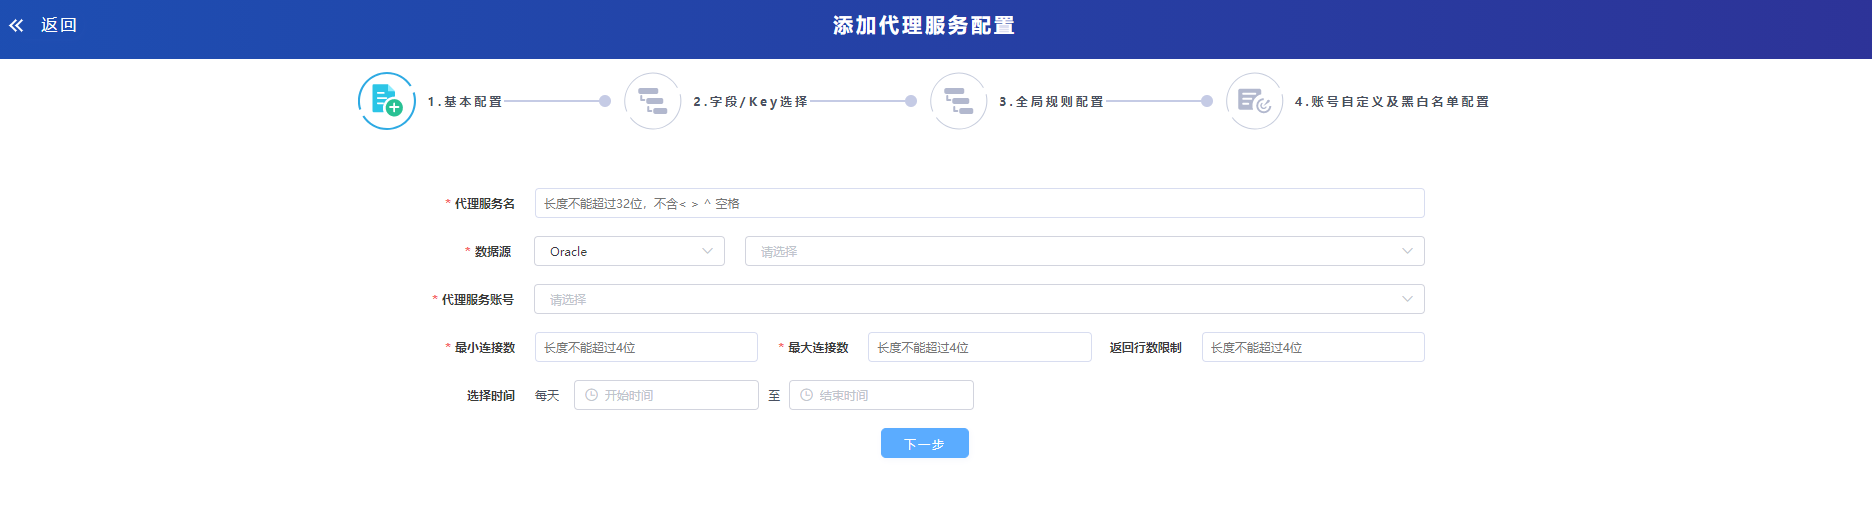 返回
添加代理服务配置
1.基本配置
2.字段/Key选择
3.全局规则配置
4.账号自定义及黑白名单配置
* 代理服务名 长度不能超过32位，不含< > ^ 空格
* 数据源 Oracle 请选择
* 代理服务账号 请选择
* 最小连接数 长度不能超过4位 * 最大连接数 长度不能超过4位 返回行数限制 长度不能超过4位
选择时间 每天 开始时间 至 结束时间
下一步